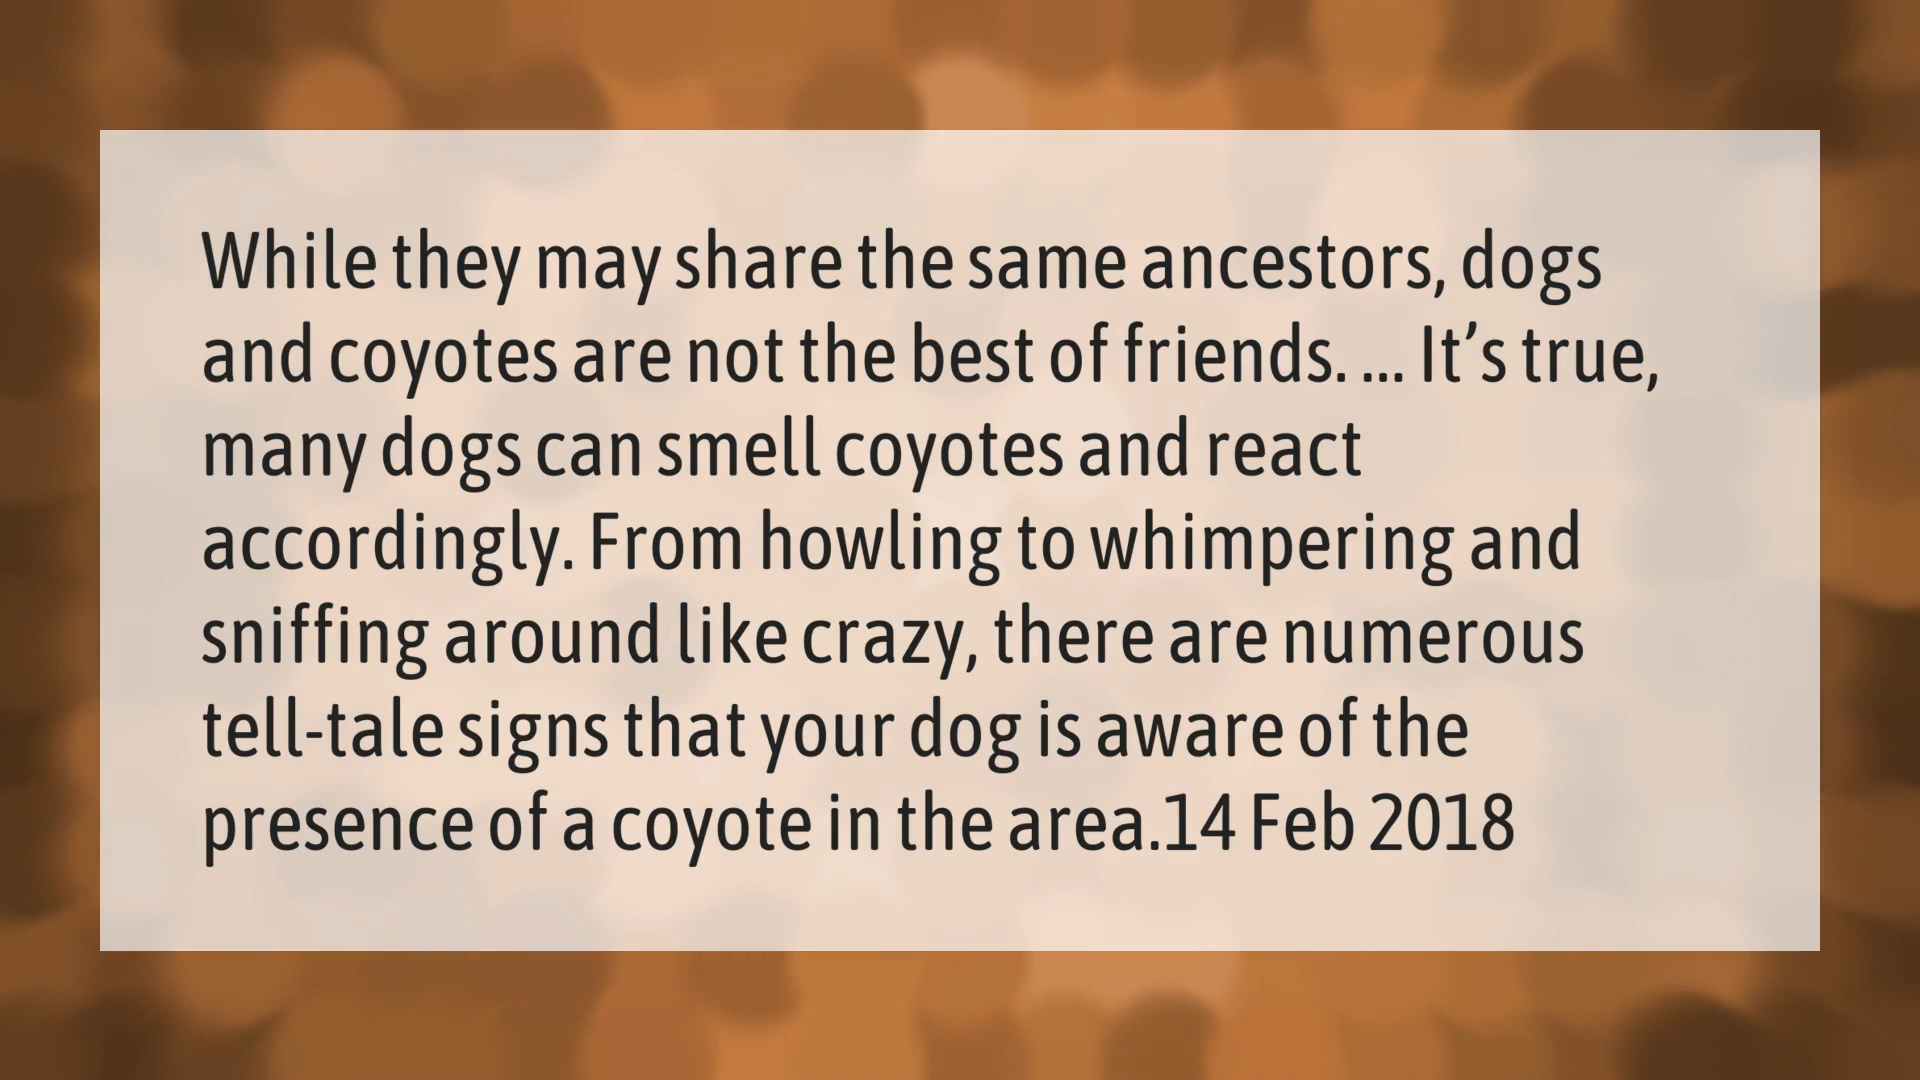 While they may share the same ancestors, dogs
and coyotes are not the best of friends. ... It’s true,
many dogs can smell coyotes and react
accordingly. From howling to whimpering and
sniffing around like crazy, there are numerous
tell-tale signs that your dog is aware of the
presence of a coyote in the area.14 Feb 2018